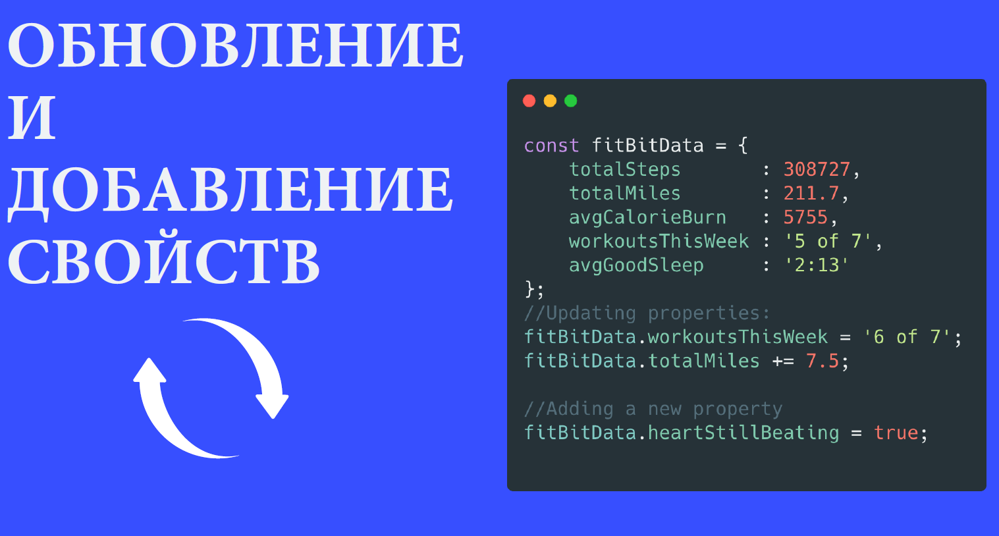 ОБНОВЛЕНИЕ
И
ДОБАВЛЕНИЕ
СВОЙСТВ
const fitBitData = {
    totalSteps       : 308727,
    totalMiles       : 211.7,
    avgCalorieBurn   : 5755,
    workoutsThisWeek : '5 of 7',
    avgGoodSleep     : '2:13'
};
//Updating properties:
fitBitData.workoutsThisWeek = '6 of 7';
fitBitData.totalMiles += 7.5;
//Adding a new property
fitBitData.heartStillBeating = true;